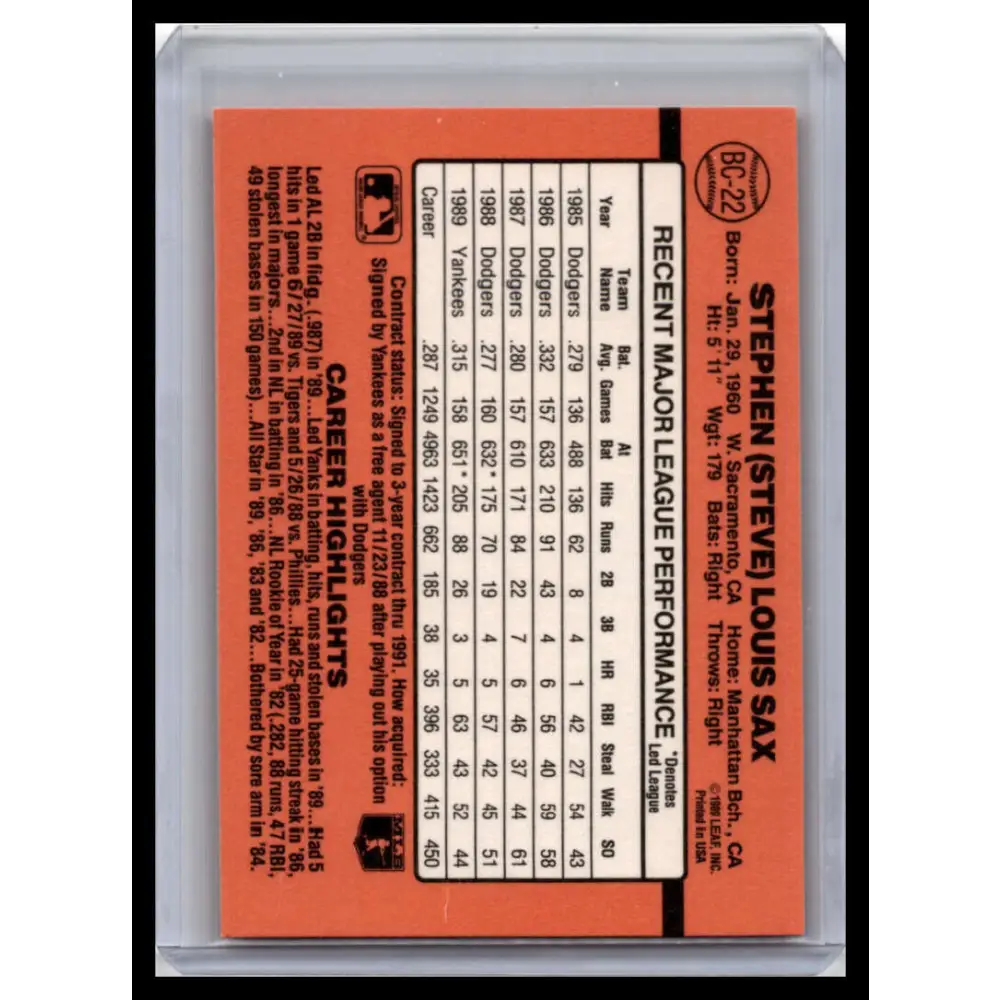 BC-22
STEPHEN (STEVE) LOUIS SAX
Born: Jan. 29, 1960 W. Sacramento, CA Home: Manhattan Bch., CA
Ht: 5'11" Wgt: 179 Bats: Right Throws: Right
©1989 LEAF, INC.
Printed in USA
RECENT MAJOR LEAGUE PERFORMANCE *Denotes Led League
Year Team Name Bat. Avg. Games At Bat Hits Runs 2B 3B HR RBI Steal Walk SO
1985 Dodgers .279 136 488 136 62 8 4 1 42 27 54 43
1986 Dodgers .332 157 633 210 91 43 4 6 56 40 59 58
1987 Dodgers .280 157 610 171 84 22 7 6 46 37 44 61
1988 Dodgers .277 160 632* 175 70 19 4 5 57 42 45 51
1989 Yankees .315 158 651* 205 88 26 3 5 63 43 52 44
Career .287 1249 4963 1423 662 185 38 35 396 333 415 450
Contract status: Signed to 3-year contract thru 1991. How acquired:
Signed by Yankees as a free agent 11/23/88 after playing out his option
with Dodgers
CAREER HIGHLIGHTS
Led AL 2B in fldg. (.987) in '89...Led Yanks in batting, hits, runs and stolen bases in '89...Had 5
hits in 1 game 6/27/89 vs. Tigers and 5/26/88 vs. Phillies...Had 25-game hitting streak in '86,
longest in majors...2nd in NL in batting in '86...NL Rookie of Year in '82 (.282, 88 runs, 47 RBI,
49 stolen bases in 150 games)...All Star in '89, '86, '83 and '82...Bothered by sore arm in '84.